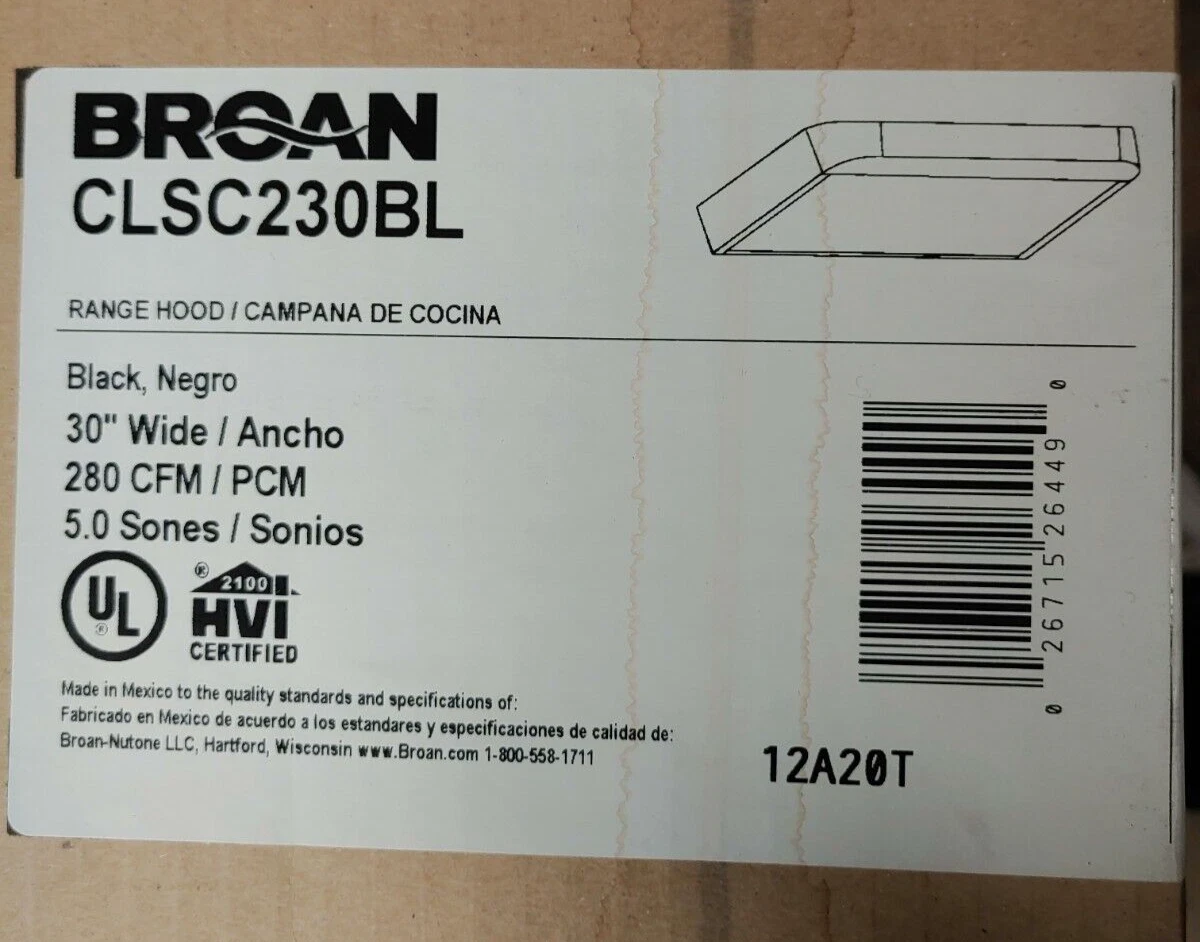 BROAN
CLSC230BL
RANGE HOOD / CAMPANA DE COCINA
Black, Negro
30" Wide / Ancho
280 CFM / PCM
5.0 Sones / Sonios
UL®
® 2100
HVI
CERTIFIED
Made in Mexico to the quality standards and specifications of:
Fabricado en Mexico de acuerdo a los estandares y especificaciones de calidad de:
Broan-Nutone LLC, Hartford, Wisconsin www.Broan.com 1-800-558-1711
0 26715 26449 0
12A20T